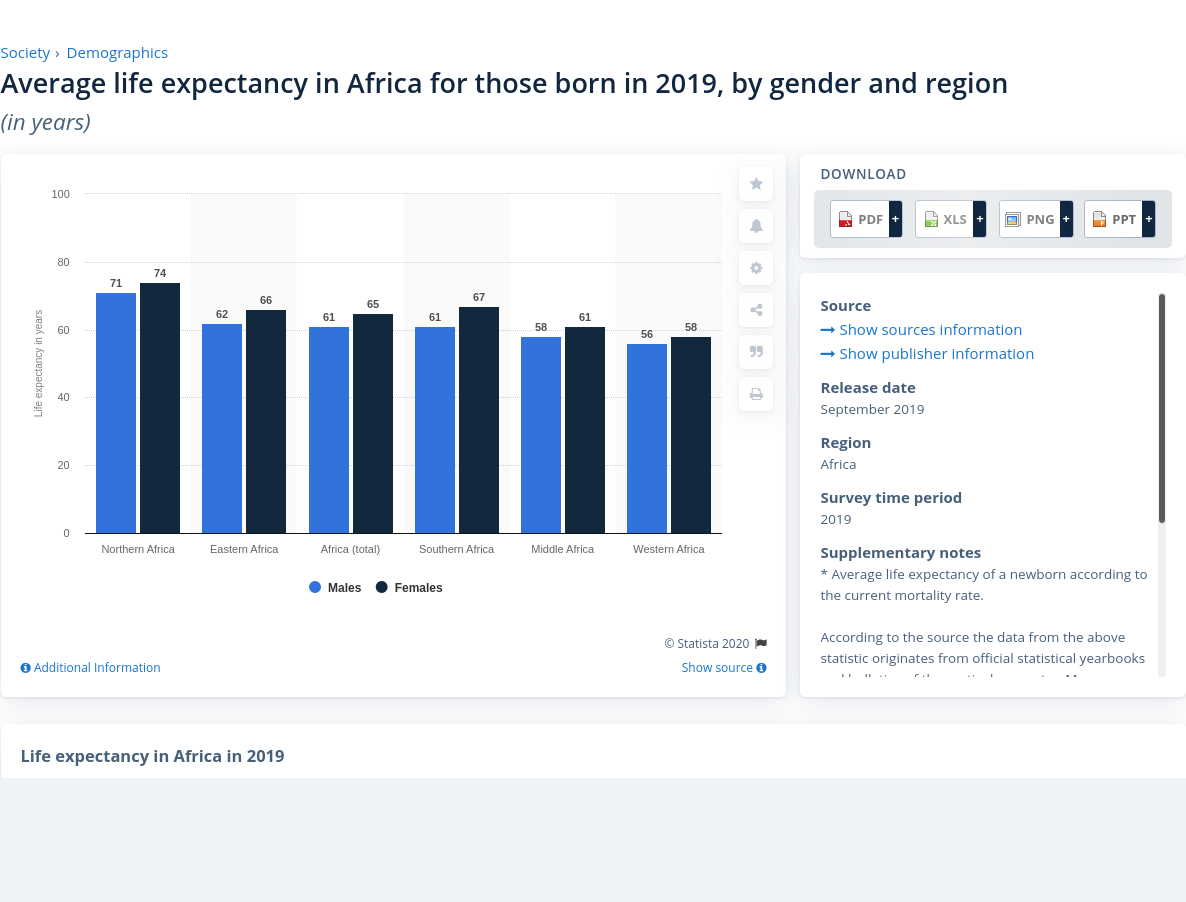 Society › Demographics
Average life expectancy in Africa for those born in 2019, by gender and region
(in years)
100
80
60
40
20
0
Life expectancy in years
71
74
62
66
61
65
61
67
58
61
56
58
Northern Africa
Eastern Africa
Africa (total)
Southern Africa
Middle Africa
Western Africa
Males
Females
© Statista 2020
Additional Information
Show source
DOWNLOAD
PDF +
XLS +
PNG +
PPT +
Source
Show sources information
Show publisher information
Release date
September 2019
Region
Africa
Survey time period
2019
Supplementary notes
* Average life expectancy of a newborn according to
the current mortality rate.
According to the source the data from the above
statistic originates from official statistical yearbooks
Life expectancy in Africa in 2019